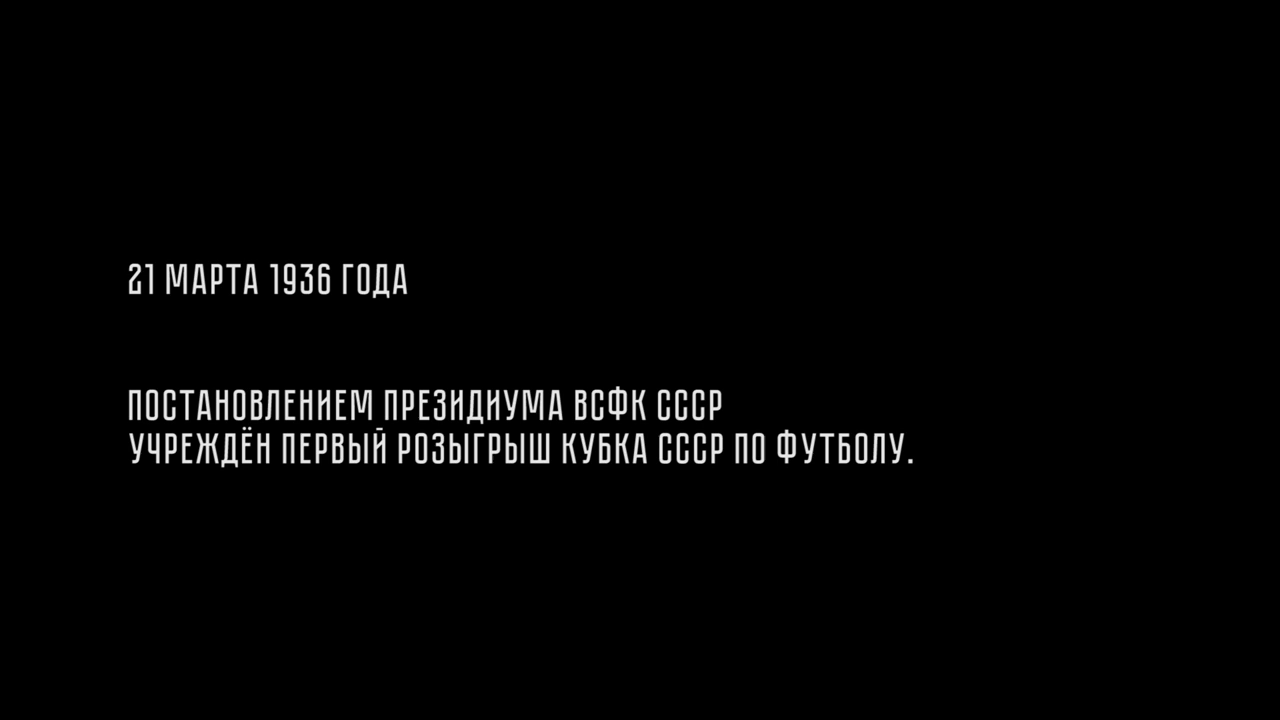 21 МАРТА 1936 ГОДА
ПОСТАНОВЛЕНИЕМ ПРЕЗИДИУМА ВСФК СССР
УЧРЕЖДЁН ПЕРВЫЙ РОЗЫГРЫШ КУБКА СССР ПО ФУТБОЛУ.